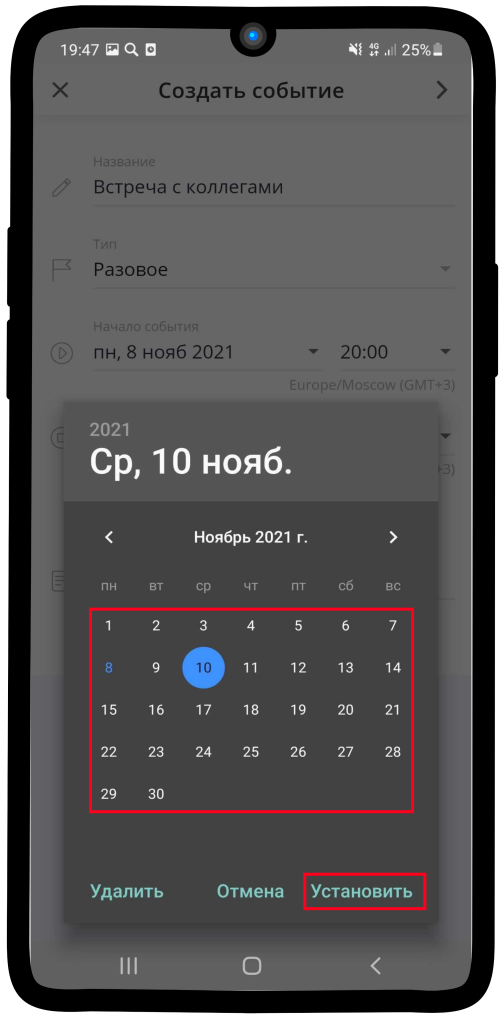 19:47 4G 25%
Создать событие
Название
Встреча с коллегами
Тип
Разовое
Начало события
пн, 8 нояб 2021 20:00
Europe/Moscow (GMT+3)
2021
Ср, 10 нояб.
+3)
Ноябрь 2021 г.
пн вт ср чт пт сб вс
1 2 3 4 5 6 7
8 9 10 11 12 13 14
15 16 17 18 19 20 21
22 23 24 25 26 27 28
29 30
Удалить Отмена Установить